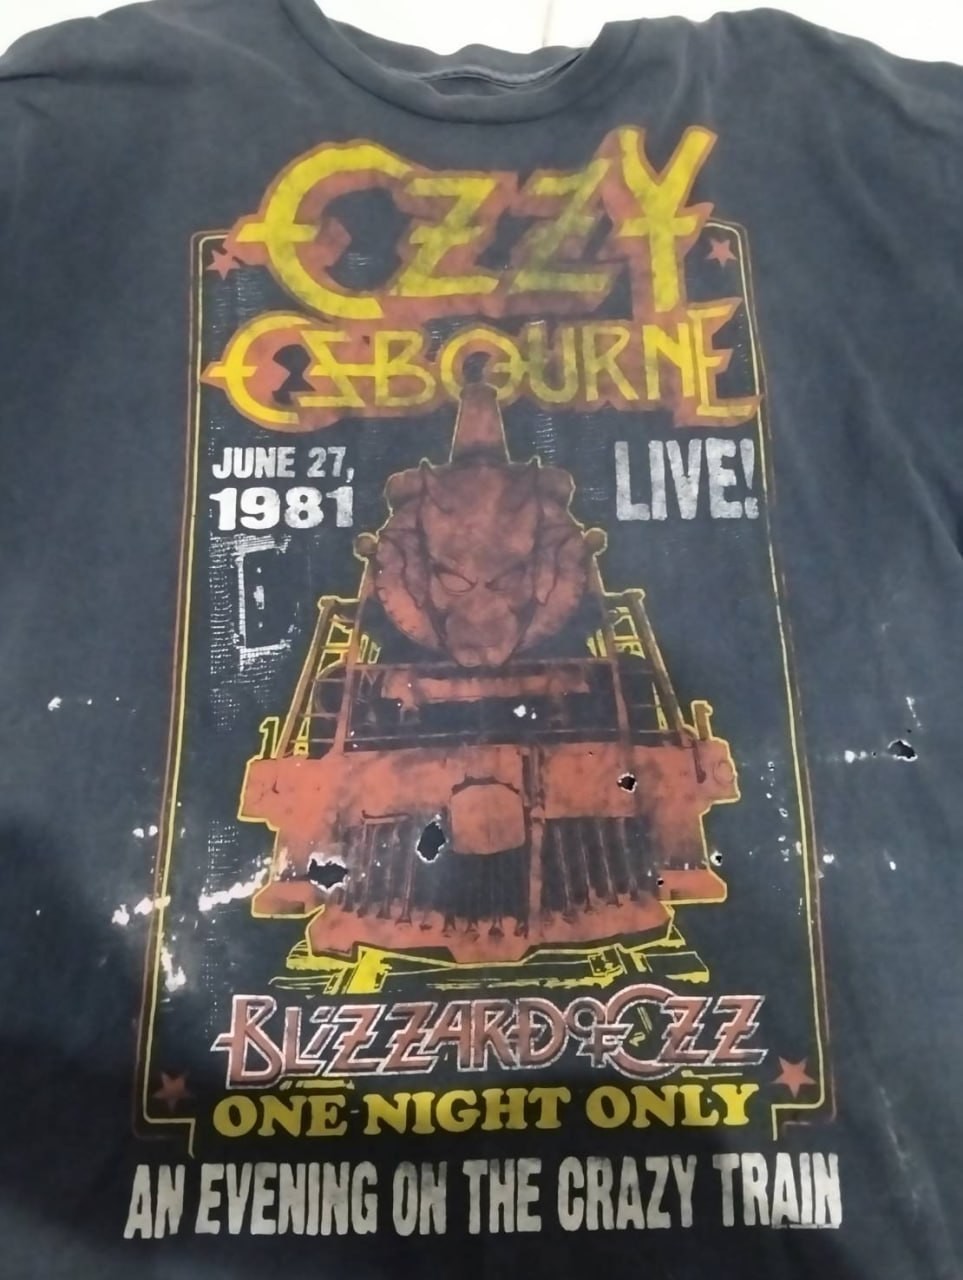 OZZY
OSBOURNE
JUNE 27,
1981
LIVE!
BLIZZARD OF OZZ
ONE NIGHT ONLY
AN EVENING ON THE CRAZY TRAIN